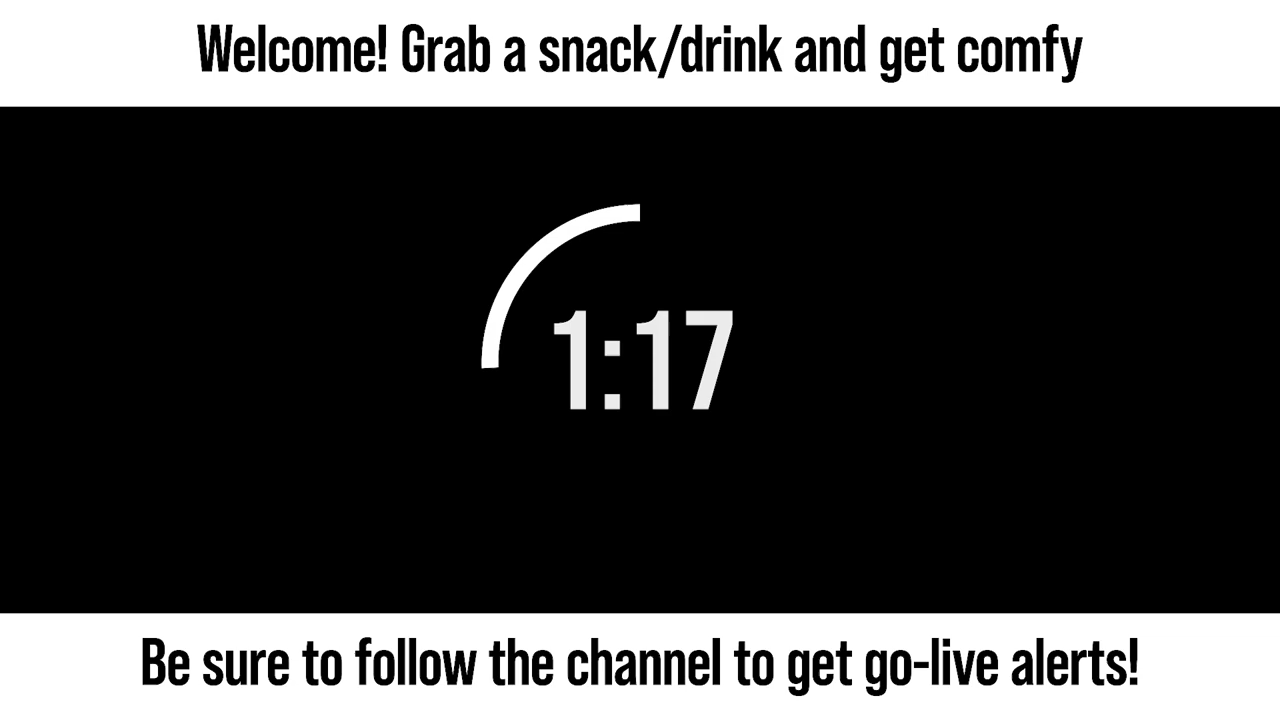 Welcome! Grab a snack/drink and get comfy
1:17
Be sure to follow the channel to get go-live alerts!